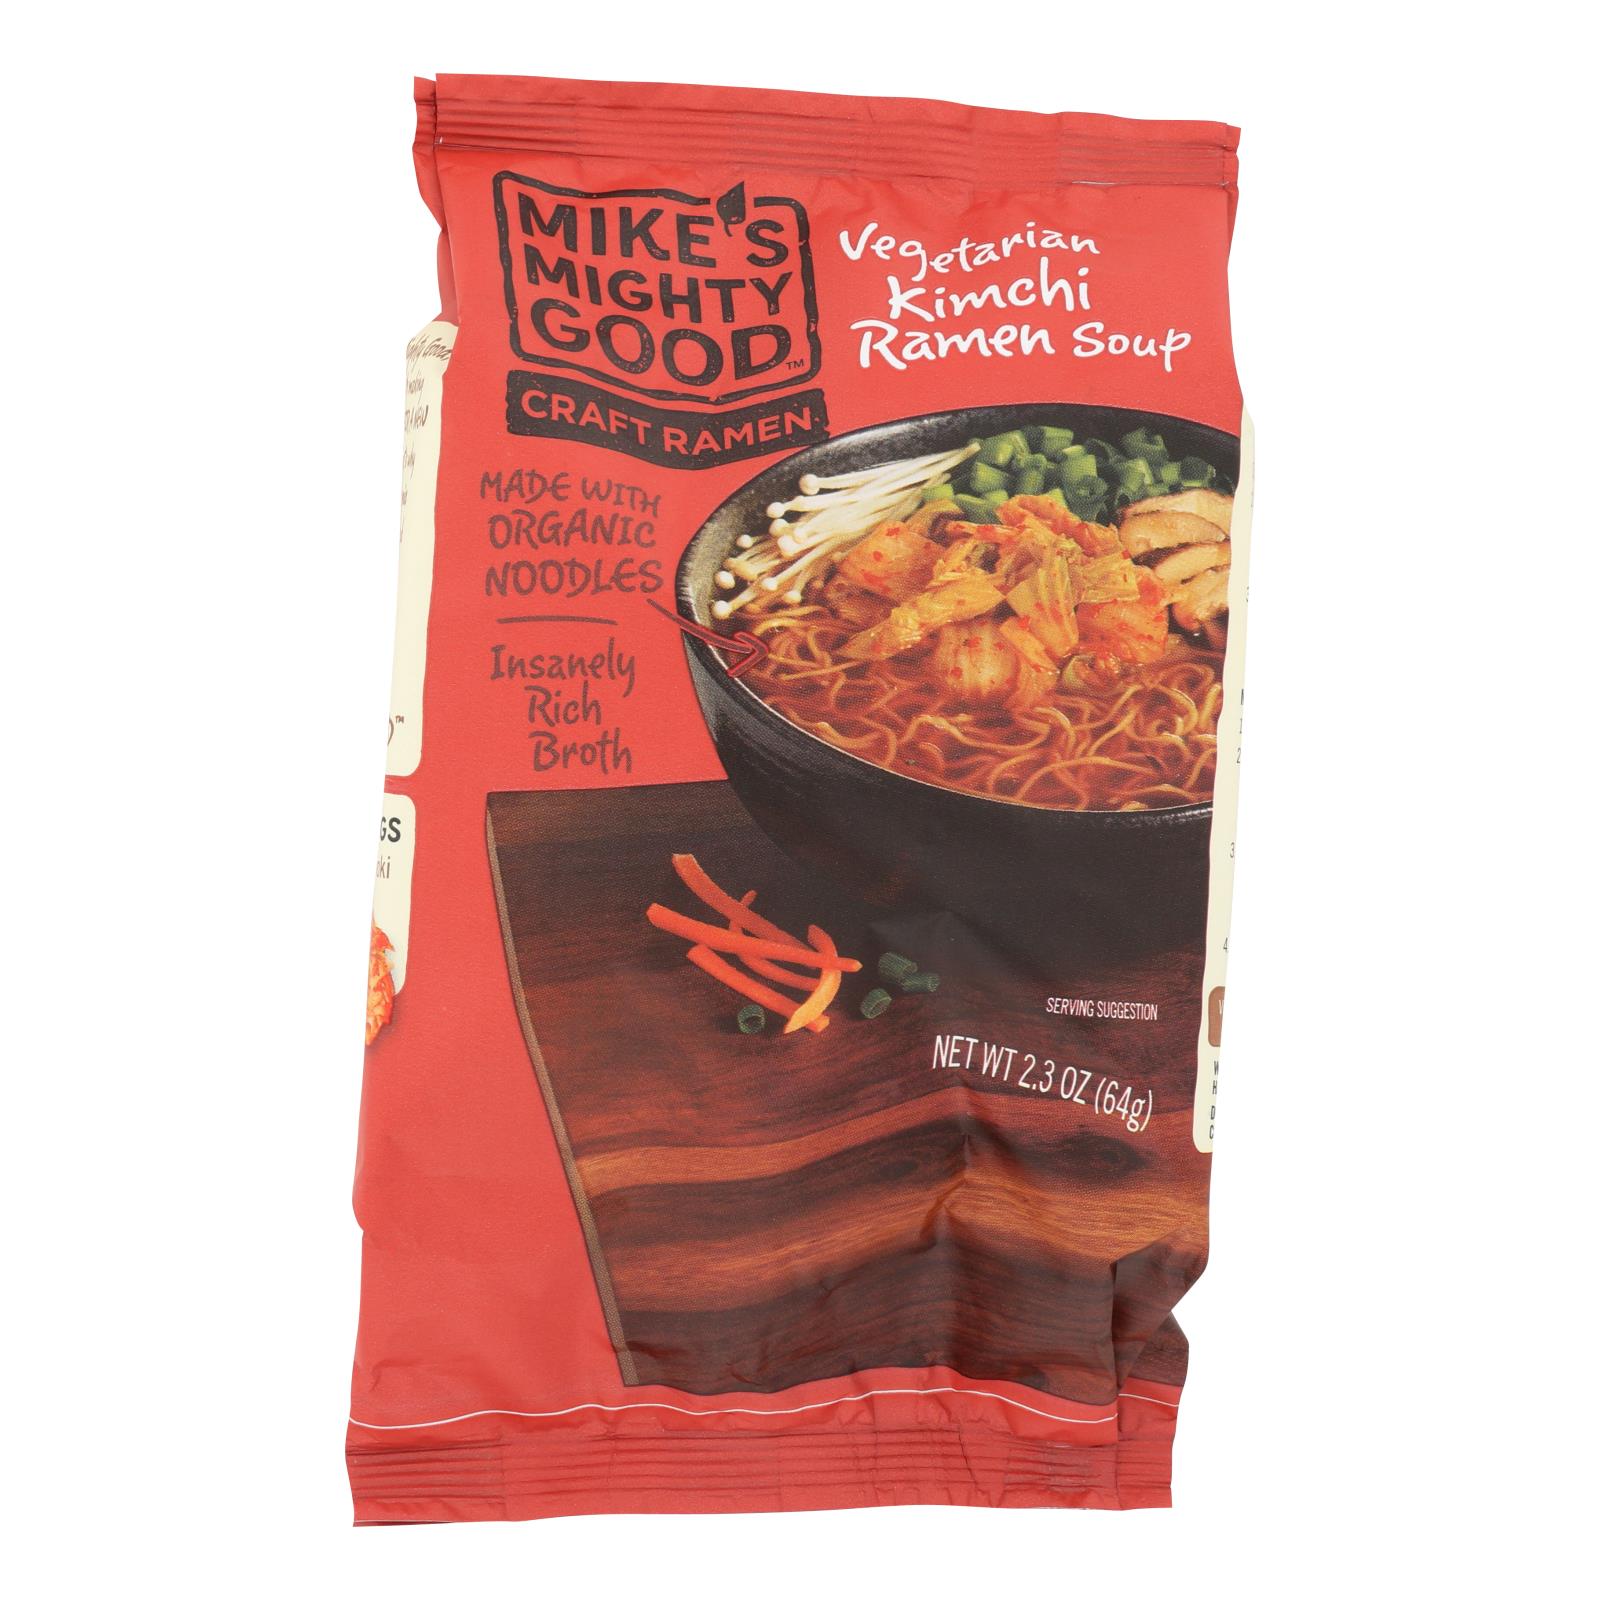 MIKE'S
MIGHTY
GOOD™
CRAFT RAMEN
Vegetarian
Kimchi
Ramen Soup
MADE WITH
ORGANIC
NOODLES
Insanely
Rich
Broth
SERVING SUGGESTION
NET WT 2.3 OZ (64g)